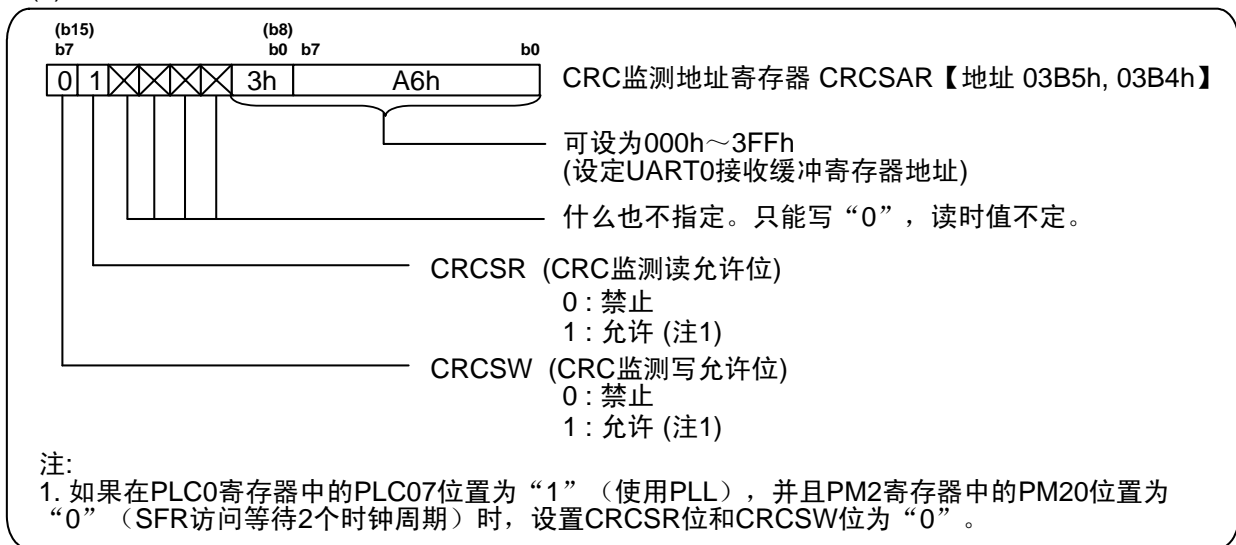 (b15) (b8)
b7 b0 b7 b0
0 1 3h A6h CRC监测地址寄存器 CRCSAR【地址 03B5h, 03B4h】
可设为000h～3FFh
(设定UART0接收缓冲寄存器地址)
什么也不指定。只能写“0”，读时值不定。
CRCSR (CRC监测读允许位)
0 : 禁止
1 : 允许 (注1)
CRCSW (CRC监测写允许位)
0 : 禁止
1 : 允许 (注1)
注:
1. 如果在PLC0寄存器中的PLC07位置为“1”（使用PLL），并且PM2寄存器中的PM20位置为
“0”（SFR访问等待2个时钟周期）时，设置CRCSR位和CRCSW位为“0”。